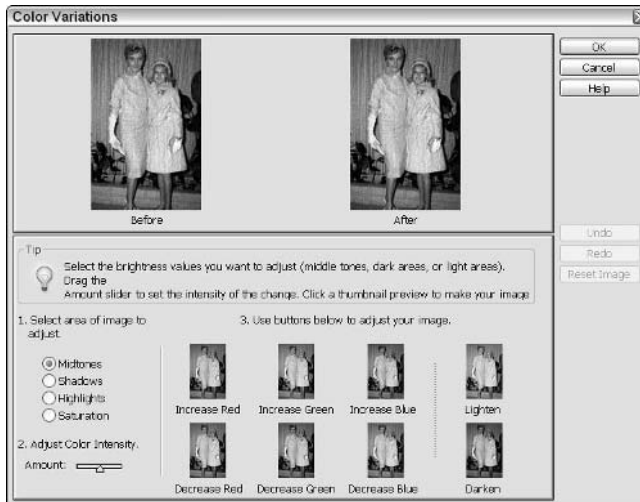 Color Variations
OK
Cancel
Help
Before
After
Undo
Redo
Reset Image
Tip
Select the brightness values you want to adjust (middle tones, dark areas, or light areas).
Drag the
Amount slider to set the intensity of the change. Click a thumbnail preview to make your image
1. Select area of image to
adjust.
Midtones
Shadows
Highlights
Saturation
2. Adjust Color Intensity.
Amount:
3. Use buttons below to adjust your image.
Increase Red
Increase Green
Increase Blue
Lighten
Decrease Red
Decrease Green
Decrease Blue
Darken